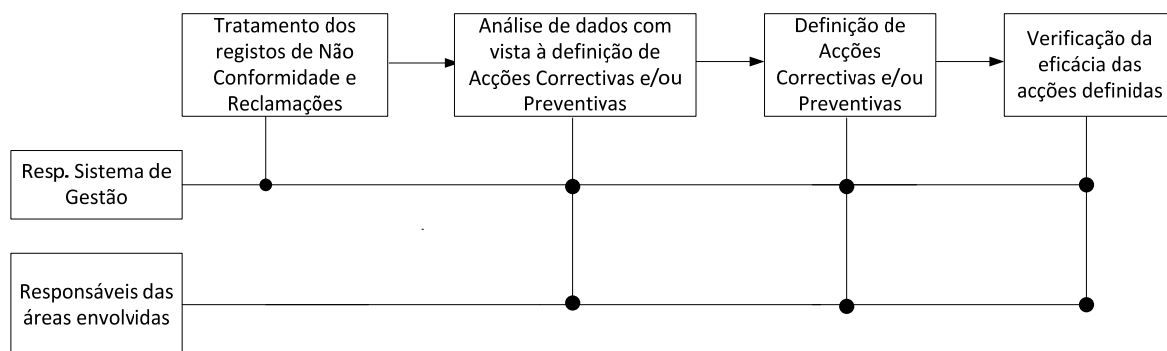 Tratamento dos
registos de Não
Conformidade e
Reclamações
Análise de dados com
vista à definição de
Acções Correctivas e/ou
Preventivas
Definição de
Acções
Correctivas e/ou
Preventivas
Verificação da
eficácia das
acções definidas
Resp. Sistema de
Gestão
Responsáveis das
áreas envolvidas